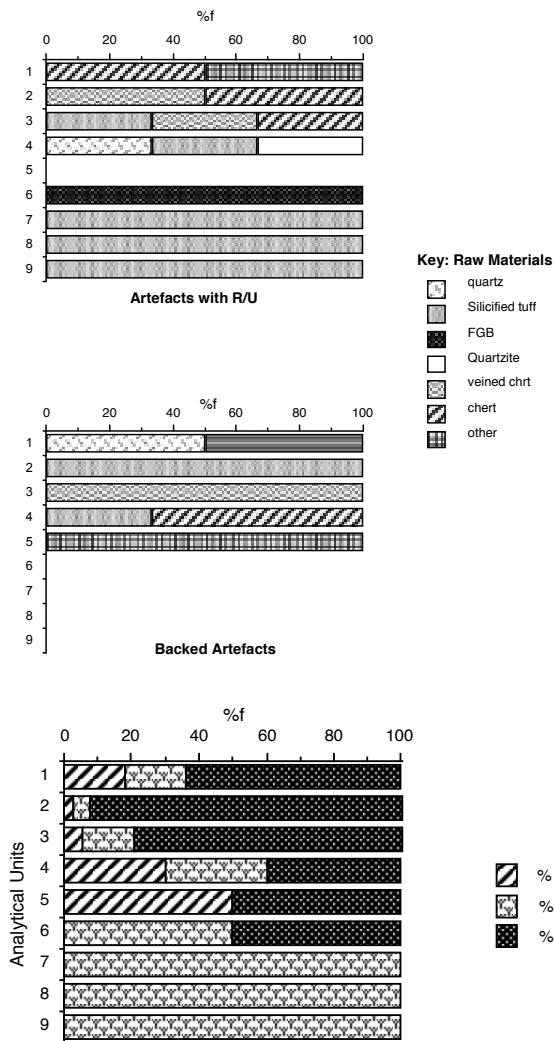 %f
0 20 40 60 80 100
1
2
3
4
5
6
7
8
9
Artefacts with R/U
Key: Raw Materials
quartz
Silicified tuff
FGB
Quartzite
veined chrt
chert
other
%f
0 20 40 60 80 100
1
2
3
4
5
6
7
8
9
Backed Artefacts
%f
0 20 40 60 80 100
Analytical Units
1
2
3
4
5
6
7
8
9
%
%
%